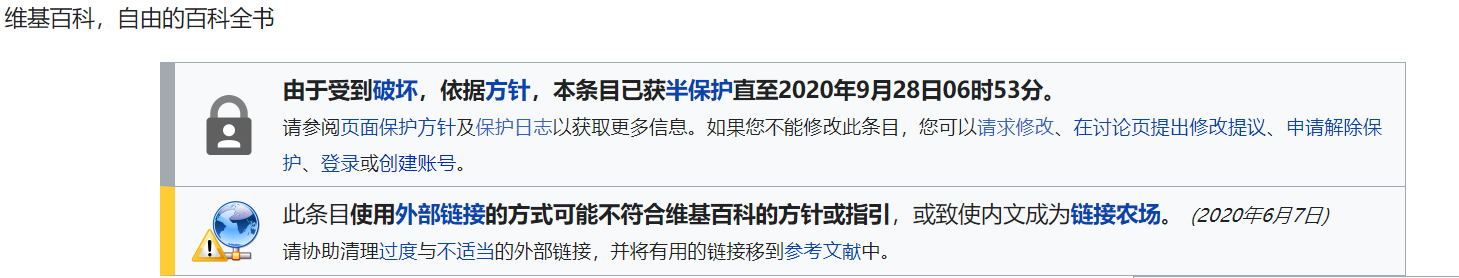 维基百科，自由的百科全书
由于受到破坏，依据方针，本条目已获半保护直至2020年9月28日06时53分。
请参阅页面保护方针及保护日志以获取更多信息。如果您不能修改此条目，您可以请求修改、在讨论页提出修改提议、申请解除保
护、登录或创建账号。
此条目使用外部链接的方式可能不符合维基百科的方针或指引，或致使内文成为链接农场。 (2020年6月7日)
请协助清理过度与不适当的外部链接，并将有用的链接移到参考文献中。